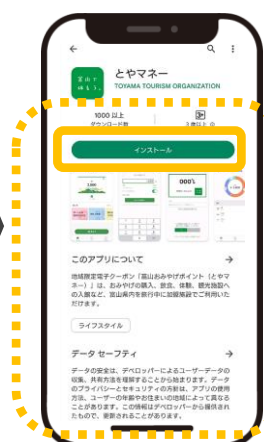 とやマネー
TOYAMA TOURISM ORGANIZATION
1000 以上
ダウンロード数
3 歳以上
インストール
000's
このアプリについて →
地域限定電子クーポン「富山おみやげポイント（とやマ
ネー）」は、おみやげの購入、飲食、体験、観光施設へ
の入館など、富山県内を旅行中に加盟施設でご利用いた
だけます。
ライフスタイル
データ セーフティ →
データの安全は、デベロッパーによるユーザーデータの
収集、共有方法を理解することから始まります。データ
のプライバシーとセキュリティの方針は、アプリの使用
方法、ユーザーの年齢やお住まいの地域によって異なる
ことがあります。この情報はデベロッパーから提供され
たもので、更新されることがあります。